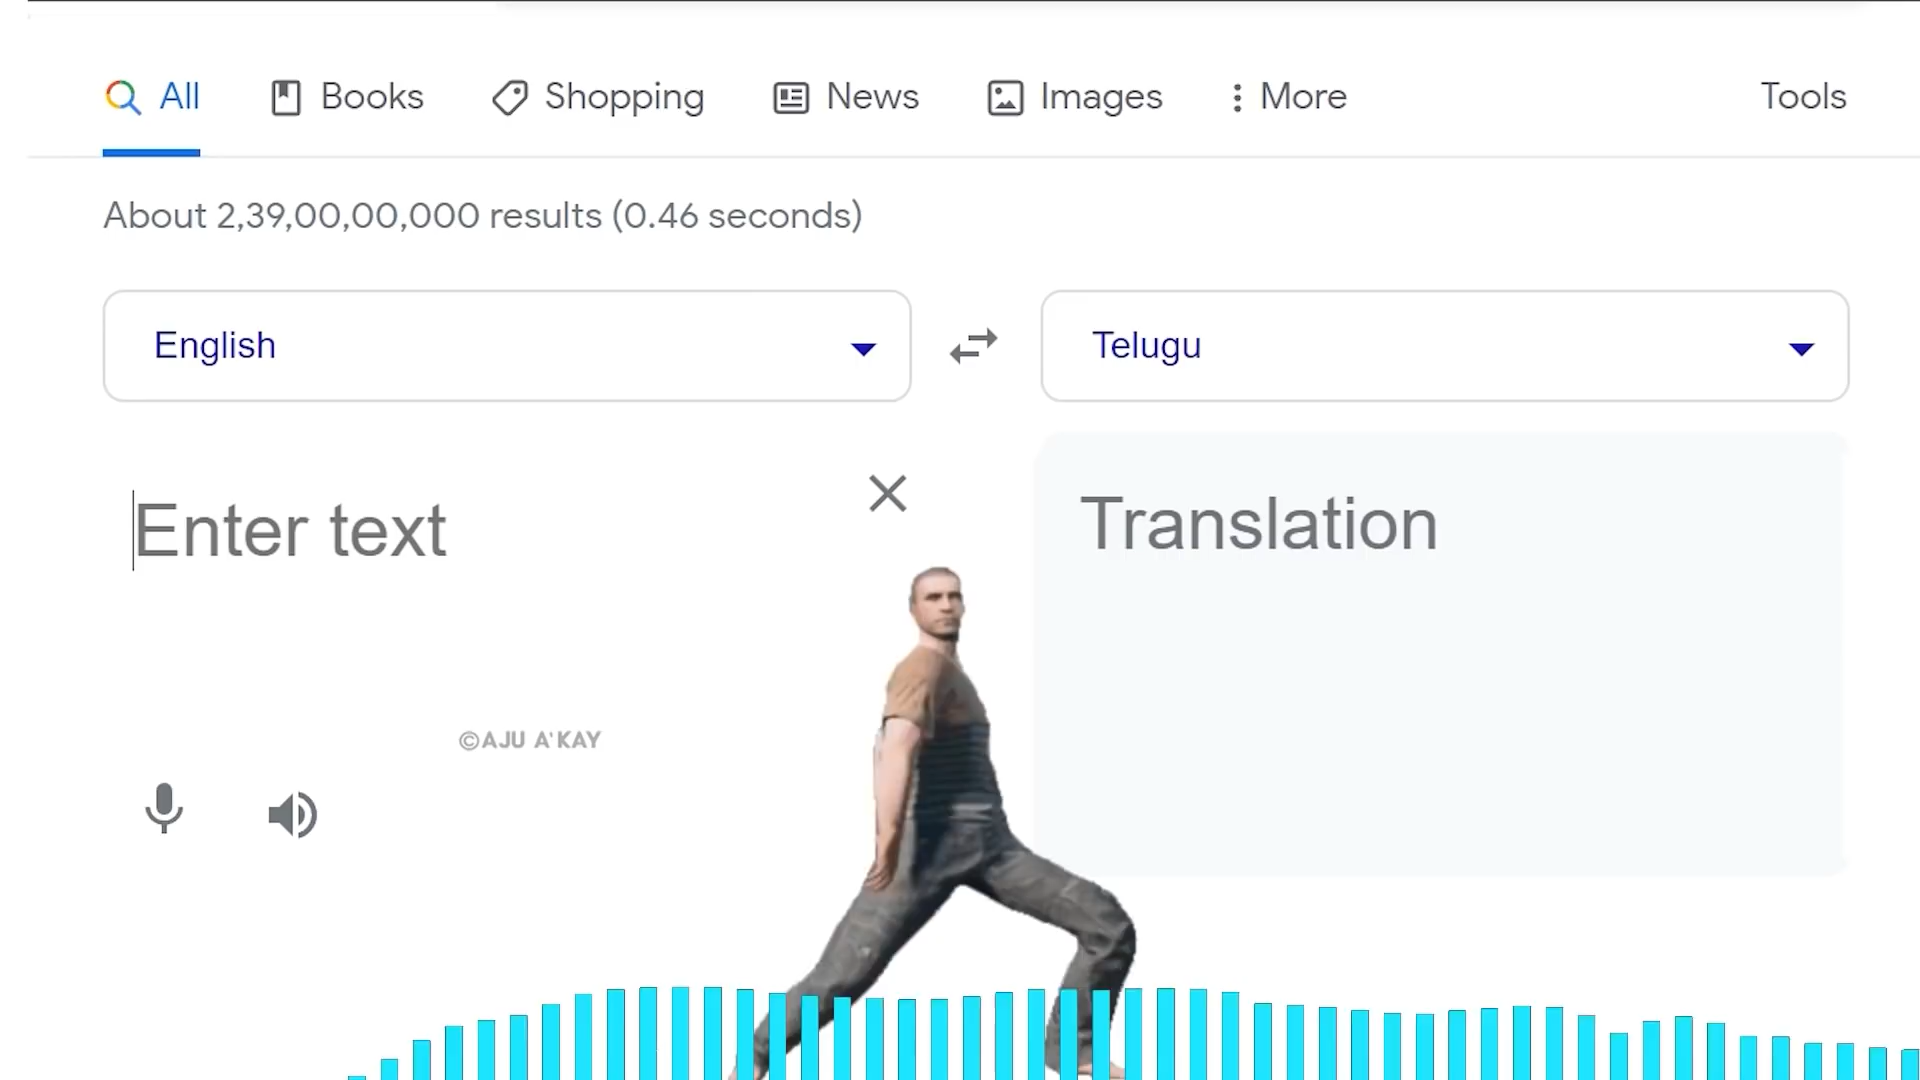 All Books Shopping News Images More Tools
About 2,39,00,00,000 results (0.46 seconds)
English Telugu
Enter text Translation
©AJU A'KAY